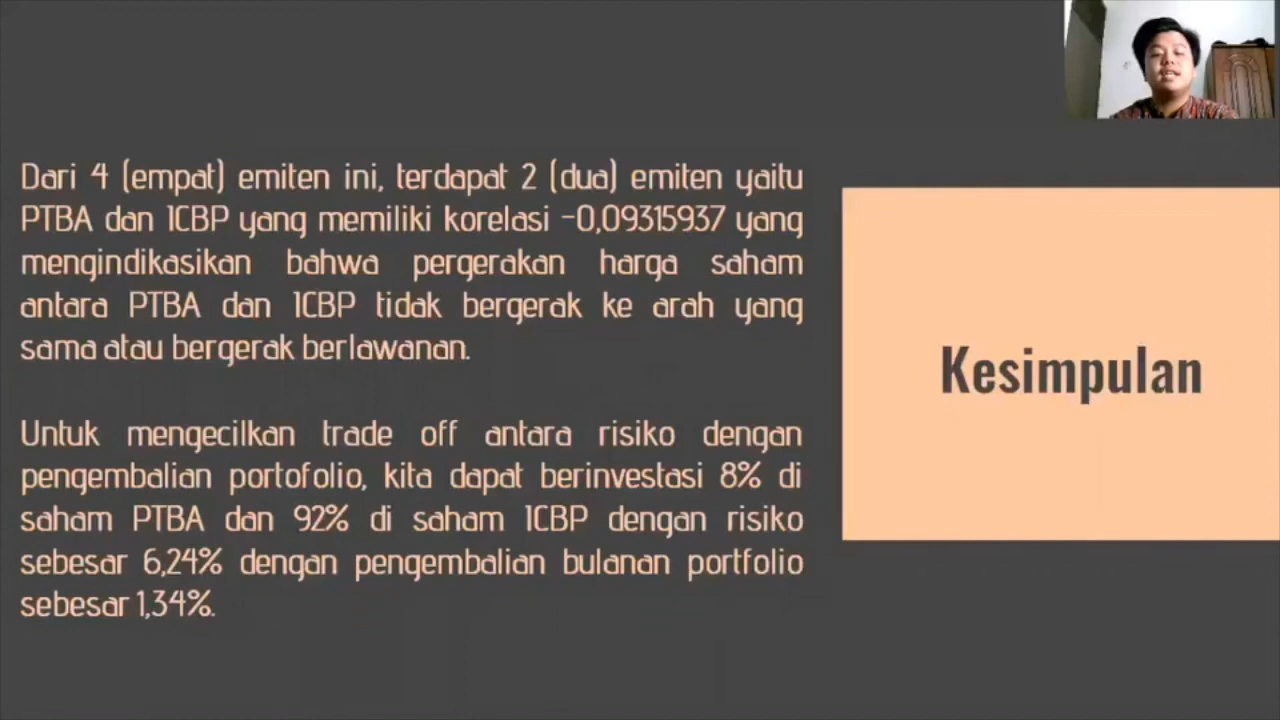 Dari 4 (empat) emiten ini, terdapat 2 (dua) emiten yaitu
PTBA dan ICBP yang memiliki korelasi -0,09315937 yang
mengindikasikan bahwa pergerakan harga saham
antara PTBA dan ICBP tidak bergerak ke arah yang
sama atau bergerak berlawanan.
Untuk mengecilkan trade off antara risiko dengan
pengembalian portofolio, kita dapat berinvestasi 8% di
saham PTBA dan 92% di saham ICBP dengan risiko
sebesar 6,24% dengan pengembalian bulanan portfolio
sebesar 1,34%.
Kesimpulan